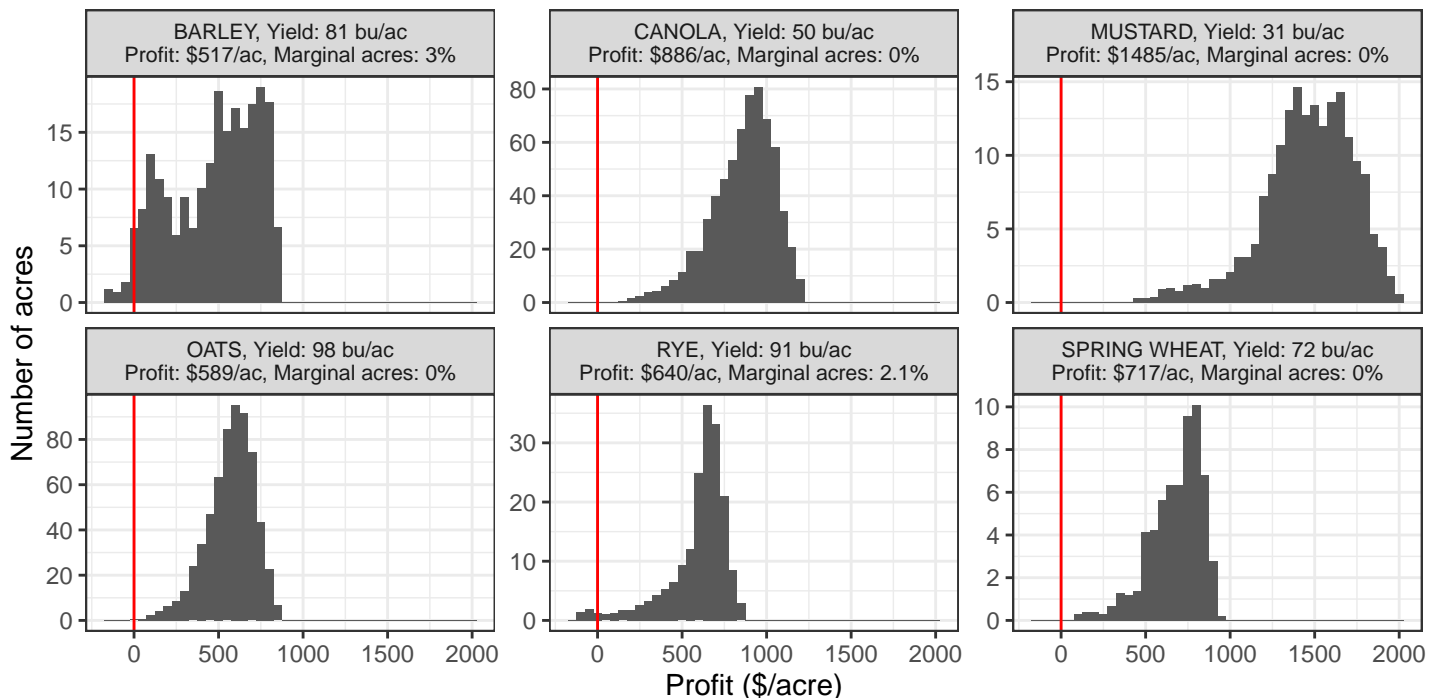 BARLEY, Yield: 81 bu/ac
Profit: $517/ac, Marginal acres: 3%
CANOLA, Yield: 50 bu/ac
Profit: $886/ac, Marginal acres: 0%
MUSTARD, Yield: 31 bu/ac
Profit: $1485/ac, Marginal acres: 0%
15
10
5
0
80
60
40
20
0
15
10
5
0
Number of acres
OATS, Yield: 98 bu/ac
Profit: $589/ac, Marginal acres: 0%
RYE, Yield: 91 bu/ac
Profit: $640/ac, Marginal acres: 2.1%
SPRING WHEAT, Yield: 72 bu/ac
Profit: $717/ac, Marginal acres: 0%
80
60
40
20
0
30
20
10
0
10
8
6
4
2
0
0 500 1000 1500 2000
0 500 1000 1500 2000
0 500 1000 1500 2000
Profit ($/acre)